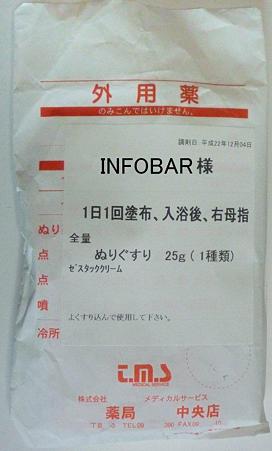 外用薬
のみこんではいけません。
調剤日 平成22年12月04日
INFOBAR様
1日1回塗布、入浴後、右母指
全量
ぬりぐすり 25g (1種類)
ｾﾞｽﾀｯｸｸﾘｰﾑ
ぬり
点
点
噴
冷所
よくすり込んで使用して下さい。
T.M.S
MEDICAL SERVICE
株式会社 メディカルサービス
薬局 中央店